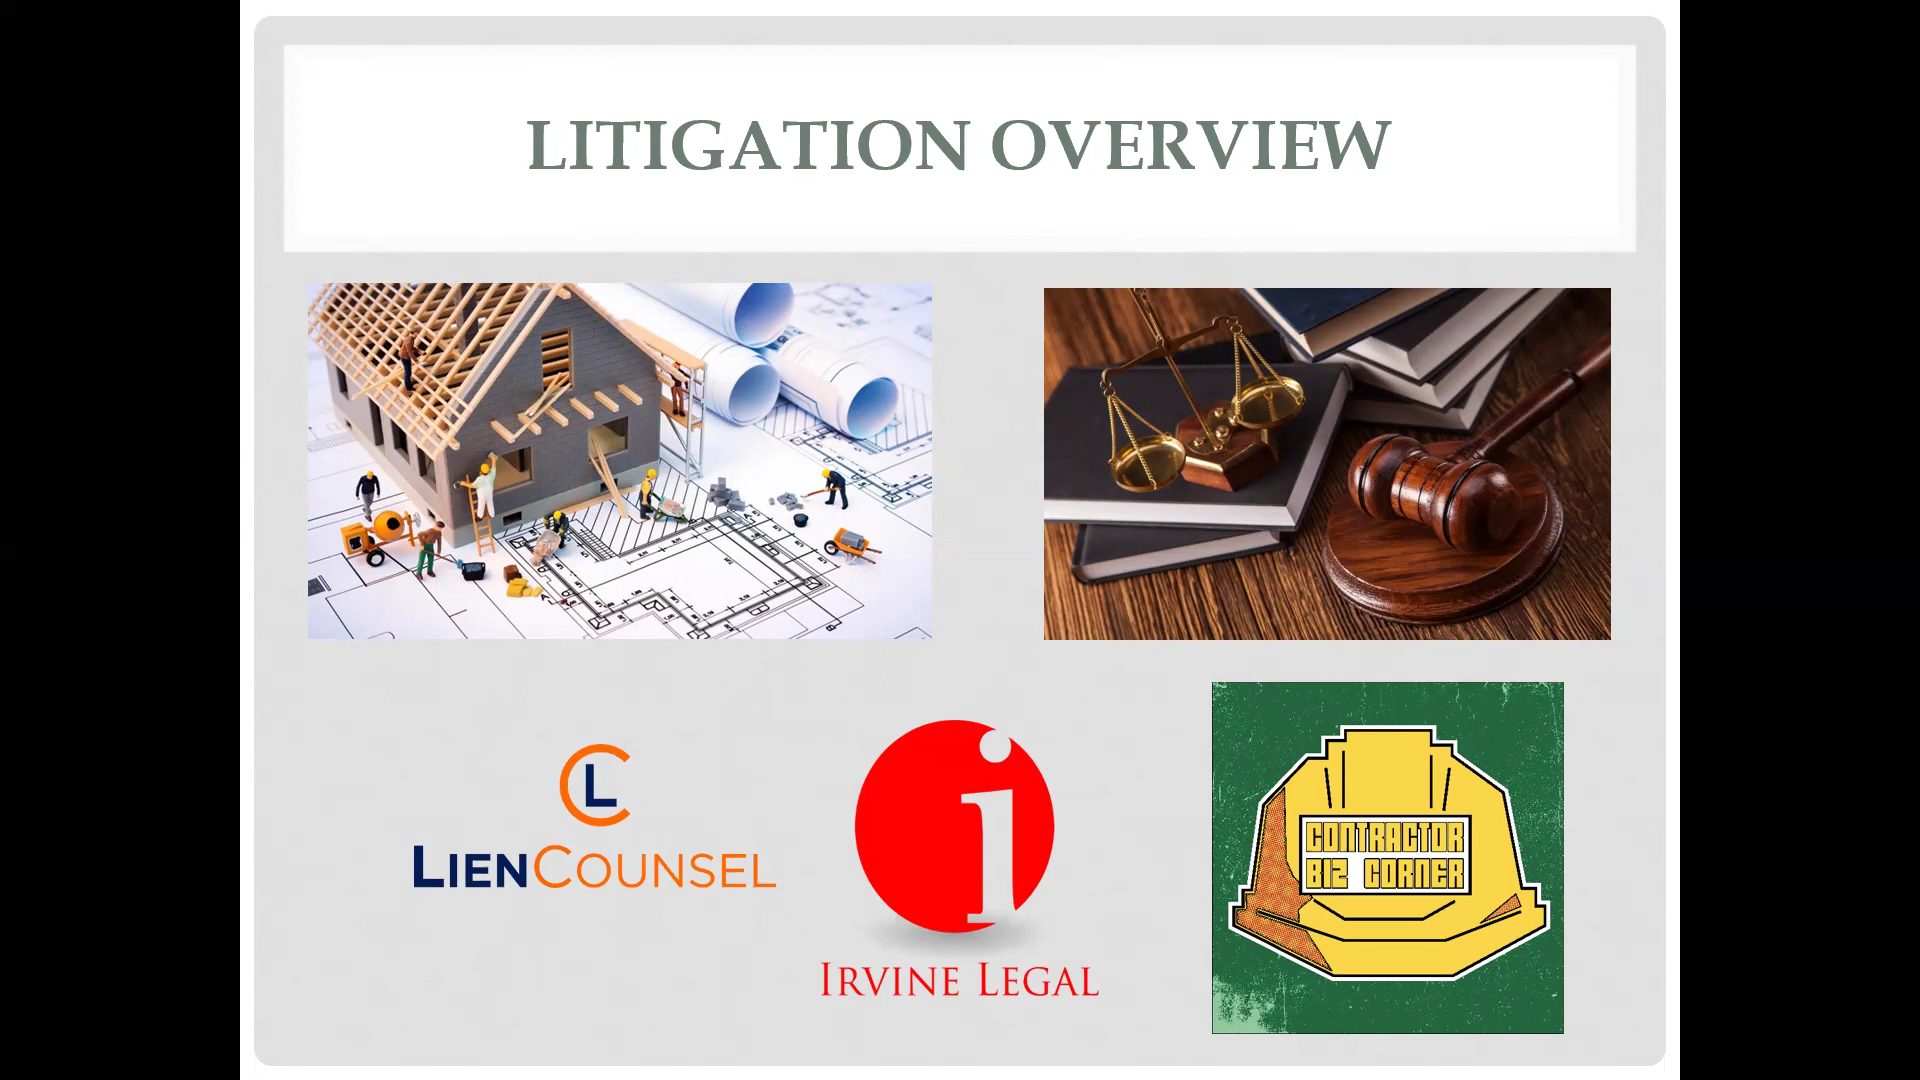 LITIGATION OVERVIEW
CL
LIENCOUNSEL
i
IRVINE LEGAL
CONTRACTOR
BIZ CORNER